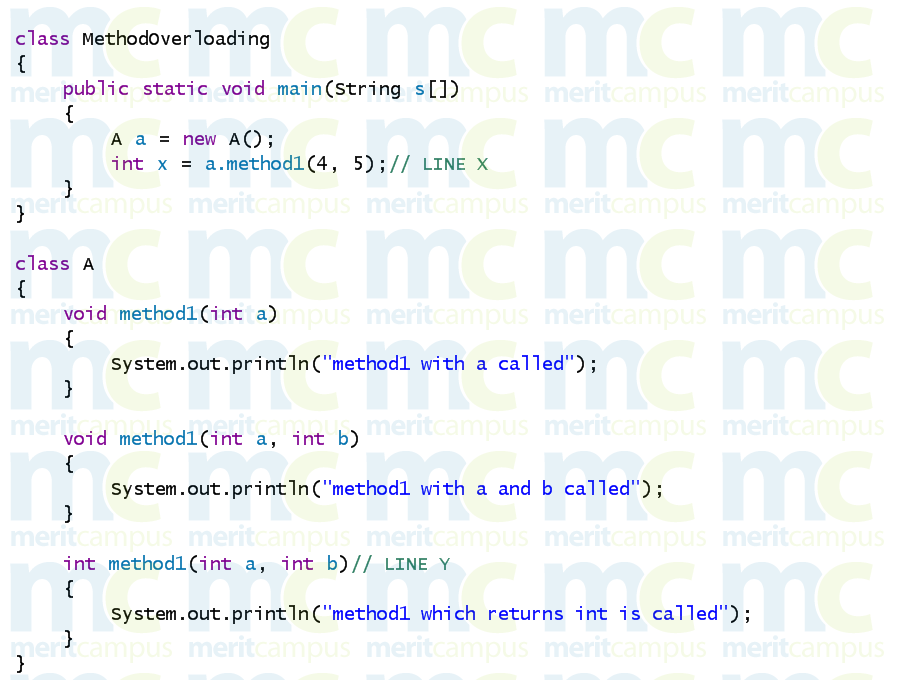 class MethodOverloading
{
    public static void main(String s[])
    {
        A a = new A();
        int x = a.method1(4, 5);// LINE X
    }
}

class A
{
    void method1(int a)
    {
        System.out.println("method1 with a called");
    }

    void method1(int a, int b)
    {
        System.out.println("method1 with a and b called");
    }

    int method1(int a, int b)// LINE Y
    {
        System.out.println("method1 which returns int is called");
    }
}